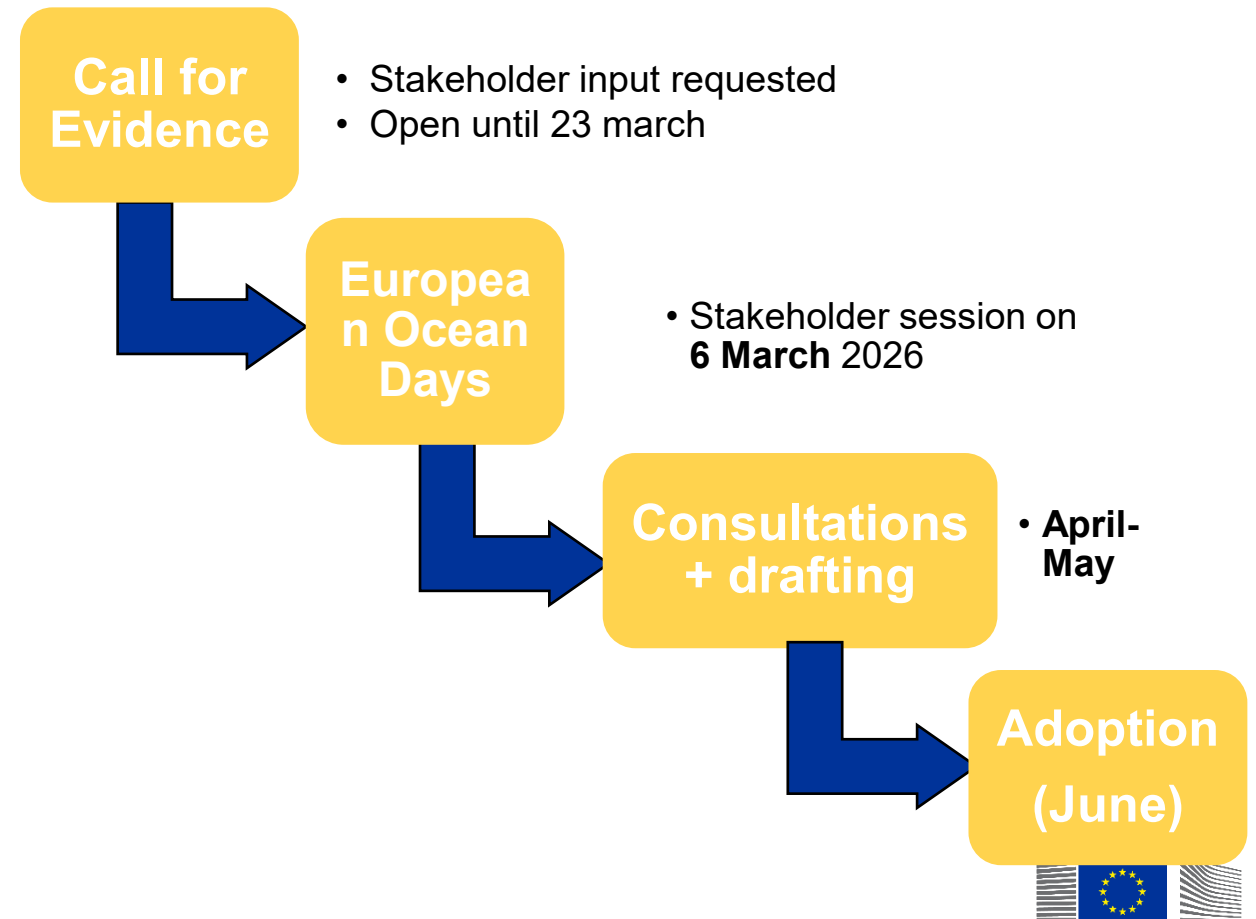 Call for
Evidence
• Stakeholder input requested
• Open until 23 march
Europea
n Ocean
Days
• Stakeholder session on
6 March 2026
Consultations
+ drafting
• April-
May
Adoption
(June)